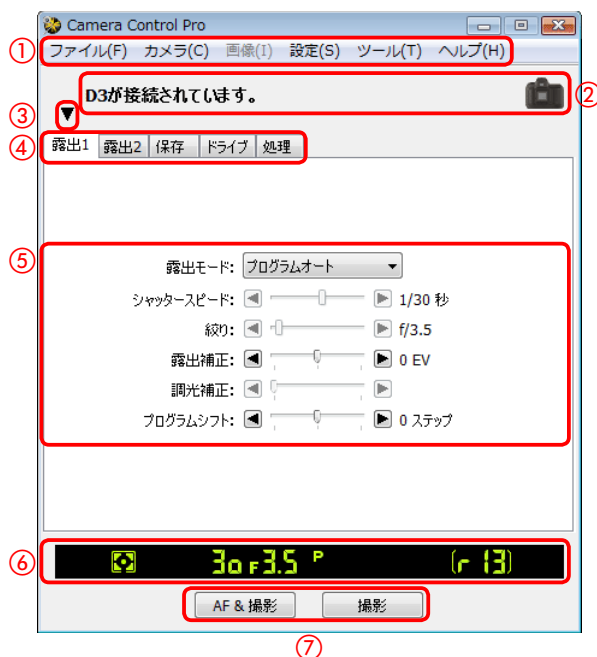 Camera Control Pro
① ファイル(F) カメラ(C) 画像(I) 設定(S) ツール(T) ヘルプ(H)
D3が接続されています。 ②
③ ▼
④ 露出1 露出2 保存 ドライブ 処理
⑤
露出モード: プログラムオート
シャッタースピード: 1/30 秒
絞り: f/3.5
露出補正: 0 EV
調光補正:
プログラムシフト: 0 ステップ
⑥ 30 F3.5 P (r 13)
AF & 撮影 撮影
⑦